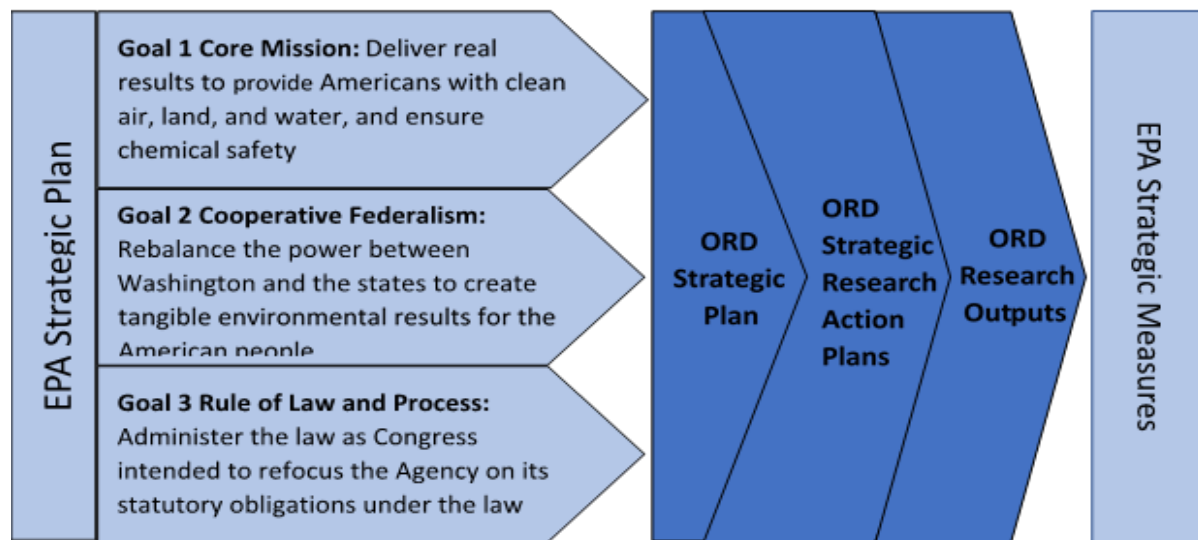 EPA Strategic Plan
Goal 1 Core Mission: Deliver real
results to provide Americans with clean
air, land, and water, and ensure
chemical safety
Goal 2 Cooperative Federalism:
Rebalance the power between
Washington and the states to create
tangible environmental results for the
American people
Goal 3 Rule of Law and Process:
Administer the law as Congress
intended to refocus the Agency on its
statutory obligations under the law
ORD
Strategic
Plan
ORD
Strategic
Research
Action
Plans
ORD
Research
Outputs
EPA Strategic Measures